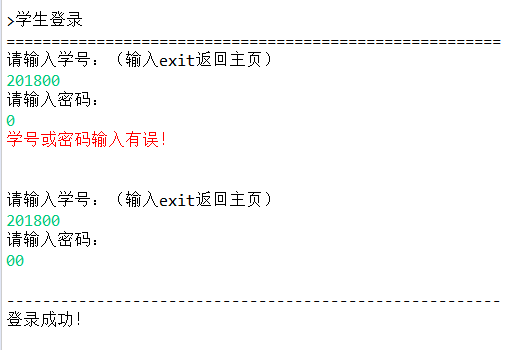 >学生登录
=======================================================
请输入学号：（输入exit返回主页）
201800
请输入密码：
0
学号或密码输入有误！
请输入学号：（输入exit返回主页）
201800
请输入密码：
00
-------------------------------------------------------
登录成功！